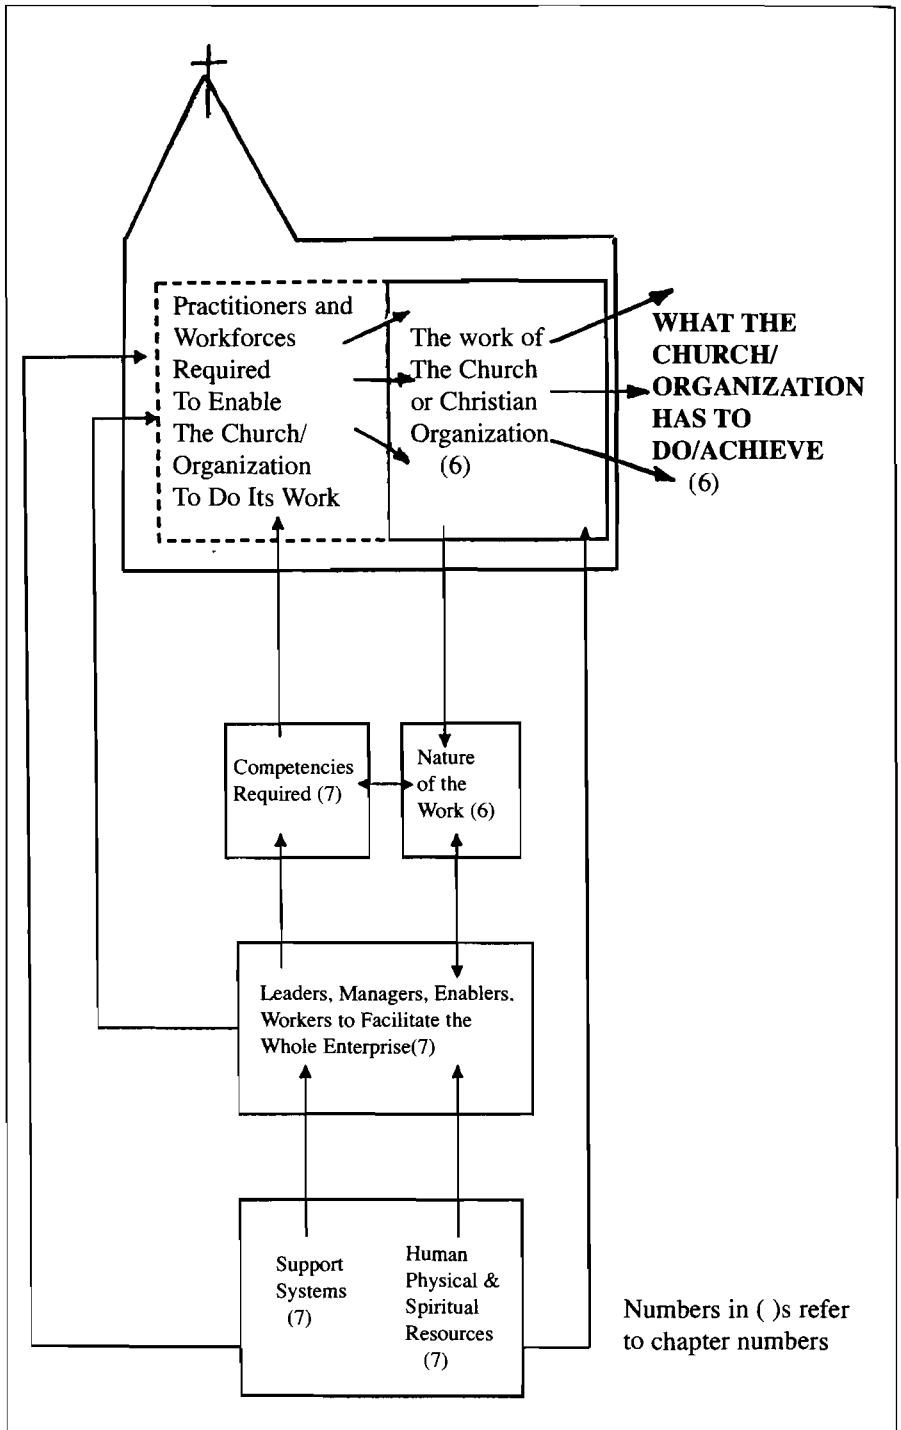 Practitioners and
Workforces
Required
To Enable
The Church/
Organization
To Do Its Work
The work of
The Church
or Christian
Organization
(6)
WHAT THE
CHURCH/
ORGANIZATION
HAS TO
DO/ACHIEVE
(6)
Competencies
Required (7)
Nature
of the
Work (6)
Leaders, Managers, Enablers.
Workers to Facilitate the
Whole Enterprise(7)
Support
Systems
(7)
Human
Physical &
Spiritual
Resources
(7)
Numbers in ( )s refer
to chapter numbers